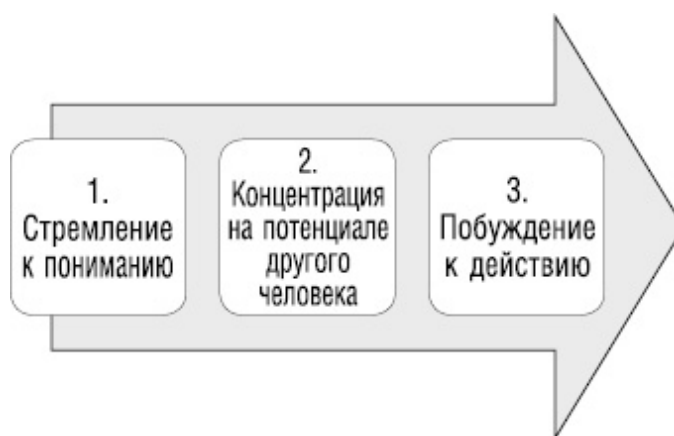 1.
Стремление
к пониманию
2.
Концентрация
на потенциале
другого
человека
3.
Побуждение
к действию